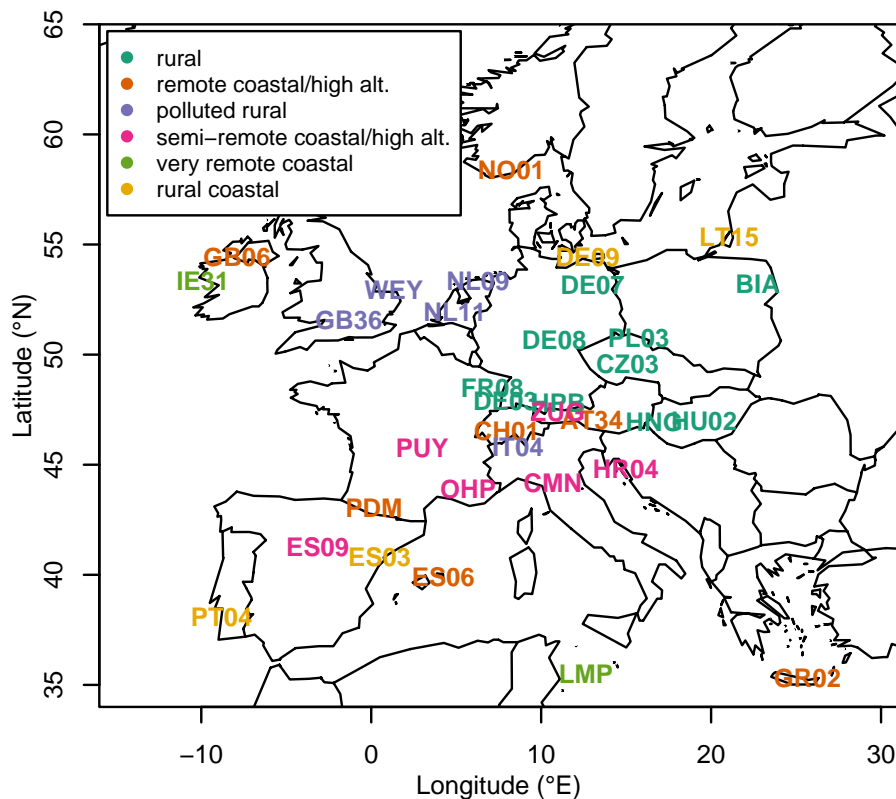 65
rural
remote coastal/high alt.
polluted rural
semi−remote coastal/high alt.
very remote coastal
rural coastal
60
NO01
55
GB06
DE09
LT15
IE31
WEY
NL09
DE07
BIA
GB36
NL11
50
DE08
PL03
CZ03
FR08
DE03
HPB
ZUG
AT34
HNG
HU02
CH01
IT04
45
PUY
HR04
OHP
CMN
PDM
40
ES09
ES03
ES06
PT04
35
LMP
GR02
Latitude (°N)
−10
0
10
20
30
Longitude (°E)